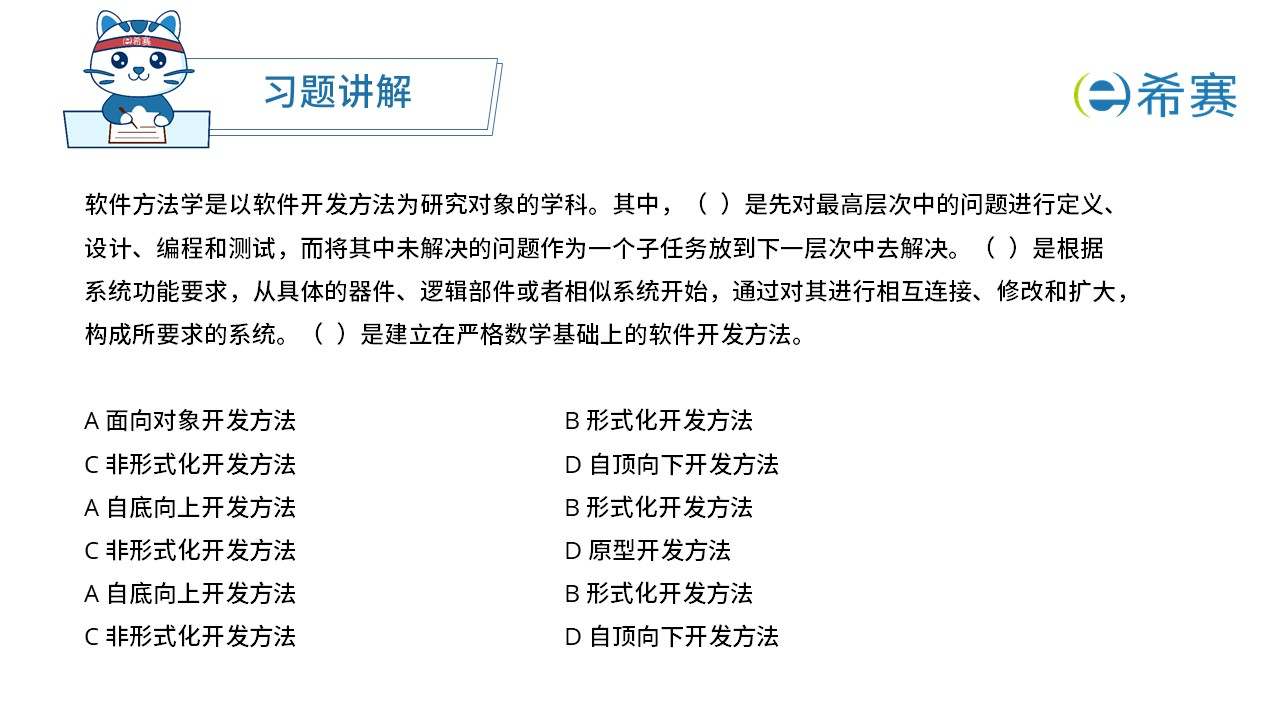 希赛
习题讲解
希赛
软件方法学是以软件开发方法为研究对象的学科。其中，（ ）是先对最高层次中的问题进行定义、
设计、编程和测试，而将其中未解决的问题作为一个子任务放到下一层次中去解决。（ ）是根据
系统功能要求，从具体的器件、逻辑部件或者相似系统开始，通过对其进行相互连接、修改和扩大，
构成所要求的系统。（ ）是建立在严格数学基础上的软件开发方法。
A 面向对象开发方法 B 形式化开发方法
C 非形式化开发方法 D 自顶向下开发方法
A 自底向上开发方法 B 形式化开发方法
C 非形式化开发方法 D 原型开发方法
A 自底向上开发方法 B 形式化开发方法
C 非形式化开发方法 D 自顶向下开发方法